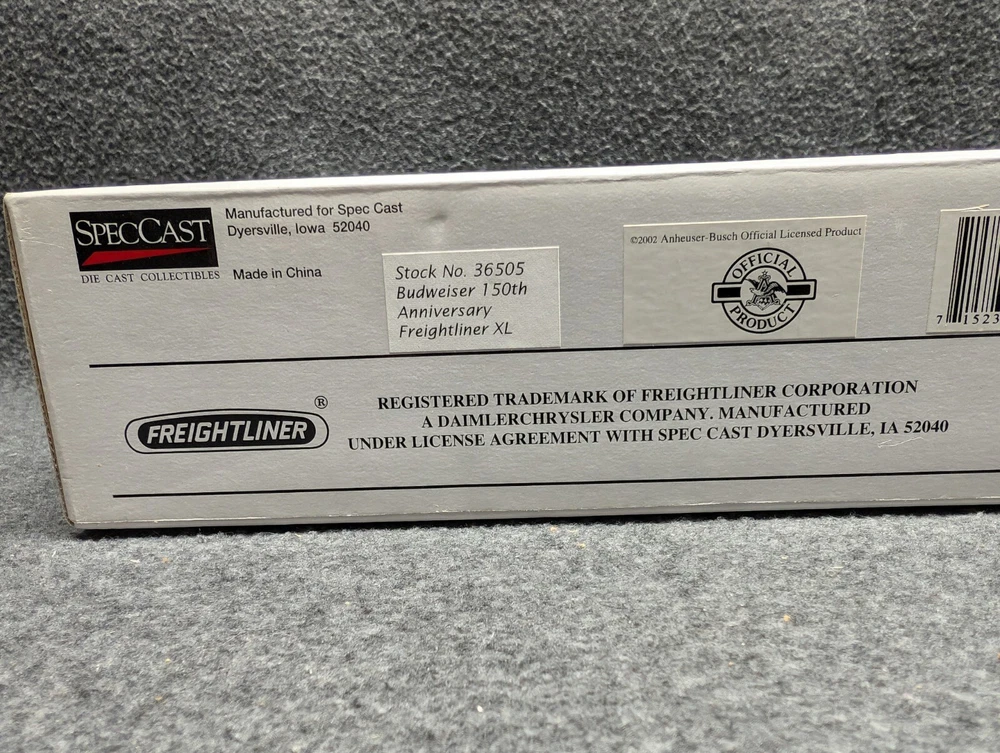 SPECCAST
DIE CAST COLLECTIBLES
Manufactured for Spec Cast
Dyersville, Iowa 52040
Made in China
Stock No. 36505
Budweiser 150th
Anniversary
Freightliner XL
©2002 Anheuser-Busch Official Licensed Product
OFFICIAL
PRODUCT
7 1523
FREIGHTLINER ®
REGISTERED TRADEMARK OF FREIGHTLINER CORPORATION
A DAIMLERCHRYSLER COMPANY. MANUFACTURED
UNDER LICENSE AGREEMENT WITH SPEC CAST DYERSVILLE, IA 52040